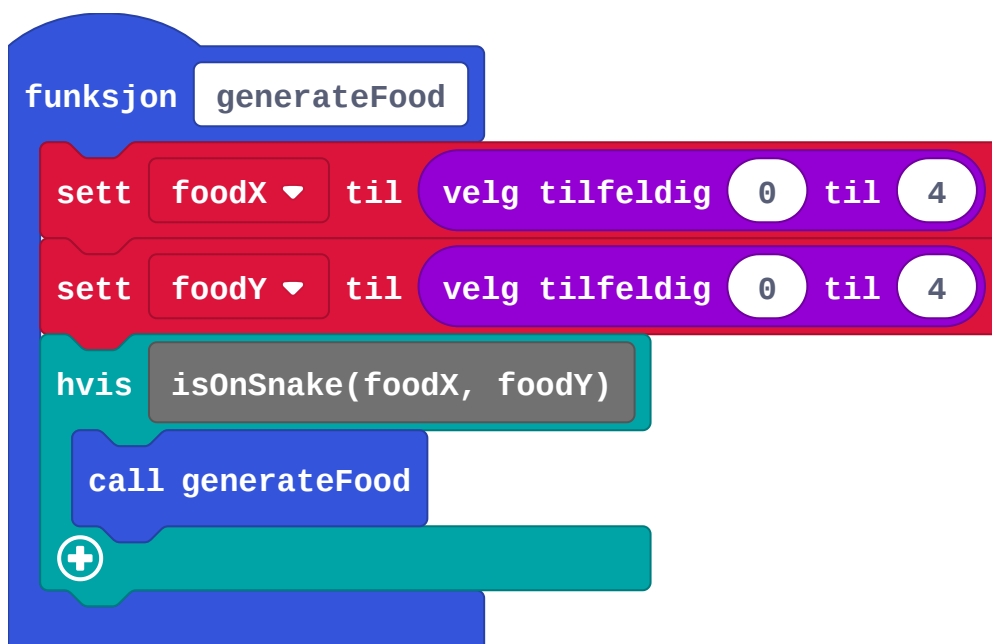 funksjon generateFood
sett foodX til velg tilfeldig 0 til 4
sett foodY til velg tilfeldig 0 til 4
hvis isOnSnake(foodX, foodY)
call generateFood